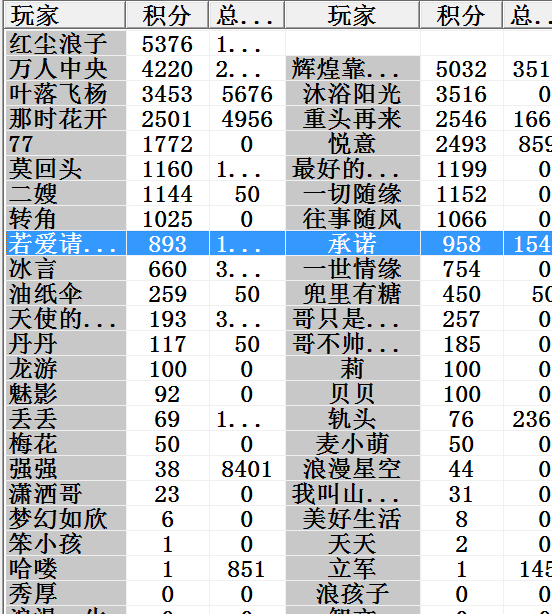 玩家 积分 总... 玩家 积分 总...
红尘浪子 5376 1...
万人中央 4220 2... 辉煌靠... 5032 351
叶落飞杨 3453 5676 沐浴阳光 3516 0
那时花开 2501 4956 重头再来 2546 166
77 1772 0 悦意 2493 859
莫回头 1160 1... 最好的... 1199 0
二嫂 1144 50 一切随缘 1152 0
转角 1025 0 往事随风 1066 0
若爱请... 893 1... 承诺 958 154
冰言 660 3... 一世情缘 754 0
油纸伞 259 50 兜里有糖 450 50
天使的... 193 3... 哥只是... 257 0
丹丹 117 50 哥不帅... 185 0
龙游 100 0 莉 100 0
魅影 92 0 贝贝 100 0
丢丢 69 1... 轨头 76 236
梅花 50 0 麦小萌 50 0
强强 38 8401 浪漫星空 44 0
潇洒哥 23 0 我叫山... 31 0
梦幻如欣 6 0 美好生活 8 0
笨小孩 1 0 天天 2 0
哈喽 1 851 立军 1 145
秀厚 0 0 浪孩子 0 0